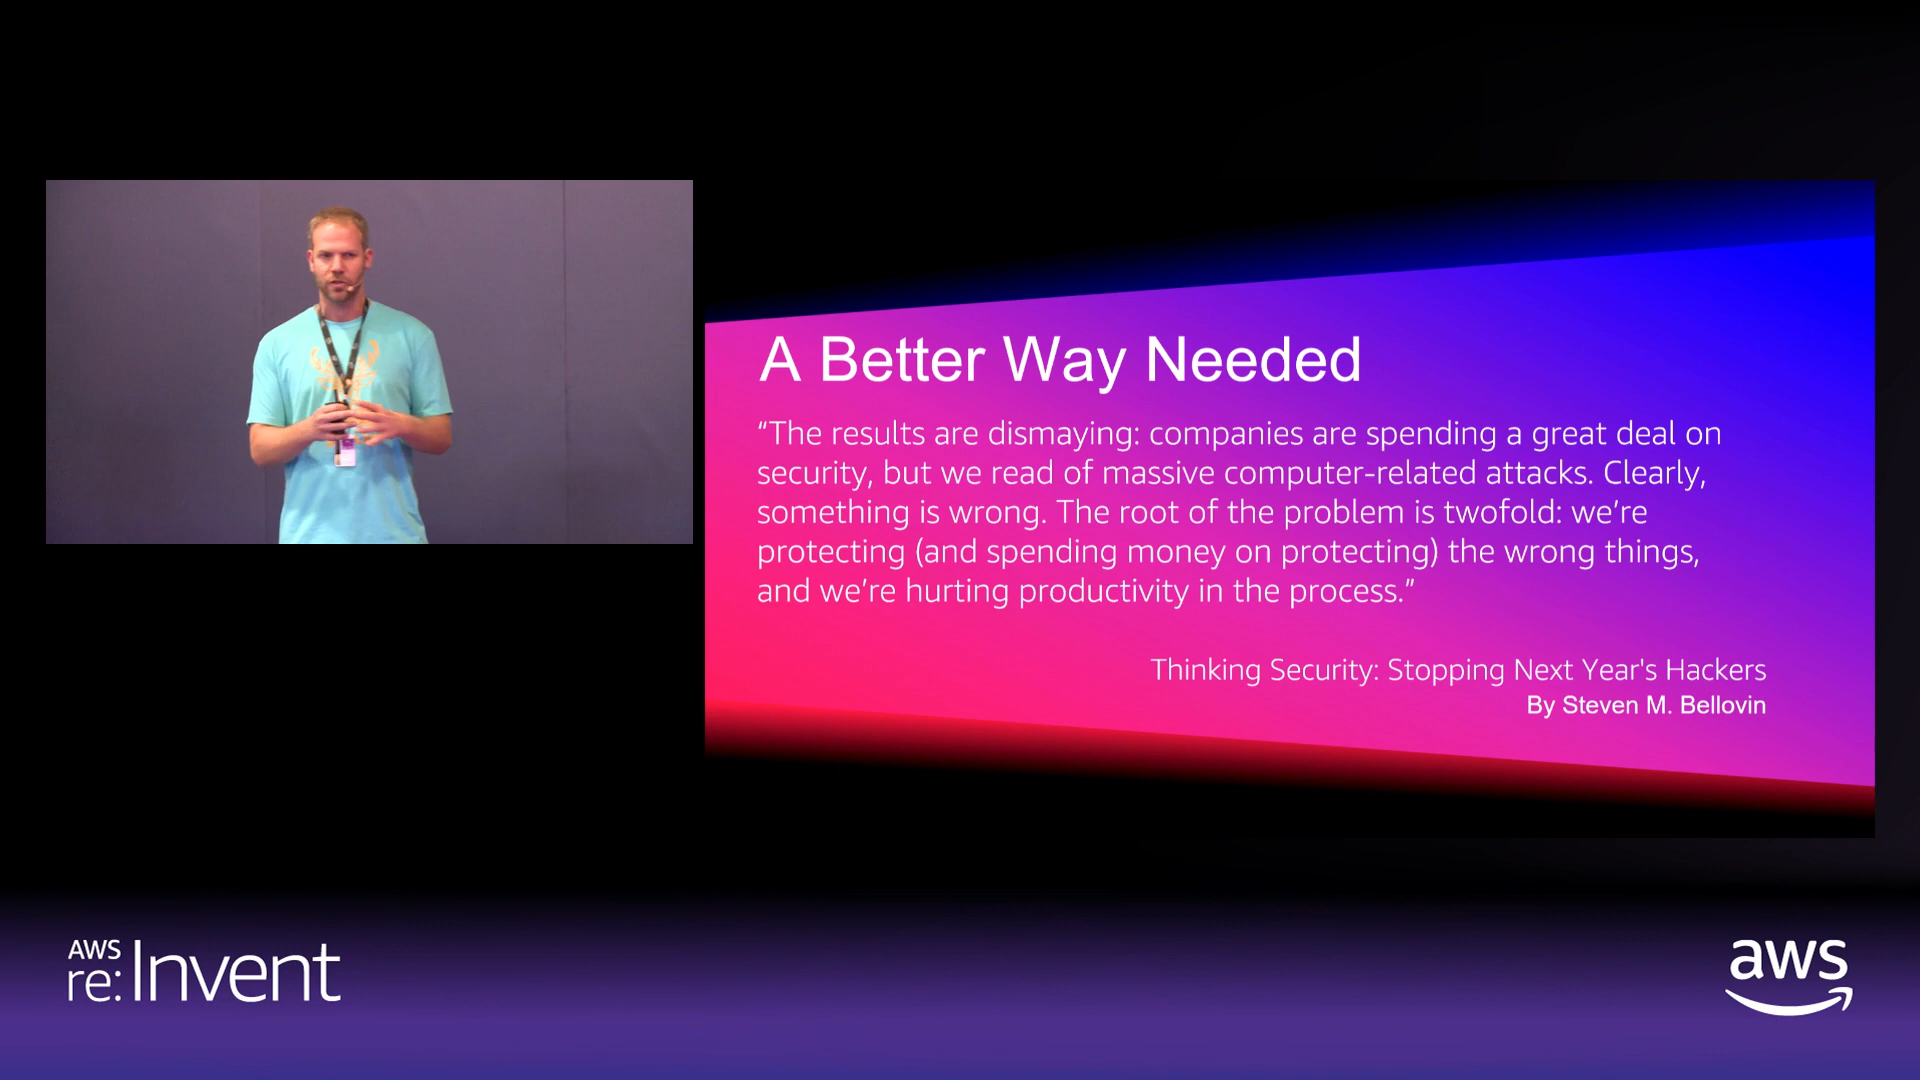 A Better Way Needed
“The results are dismaying: companies are spending a great deal on
security, but we read of massive computer-related attacks. Clearly,
something is wrong. The root of the problem is twofold: we’re
protecting (and spending money on protecting) the wrong things,
and we’re hurting productivity in the process.”
Thinking Security: Stopping Next Year's Hackers
By Steven M. Bellovin
AWS
re:Invent
aws